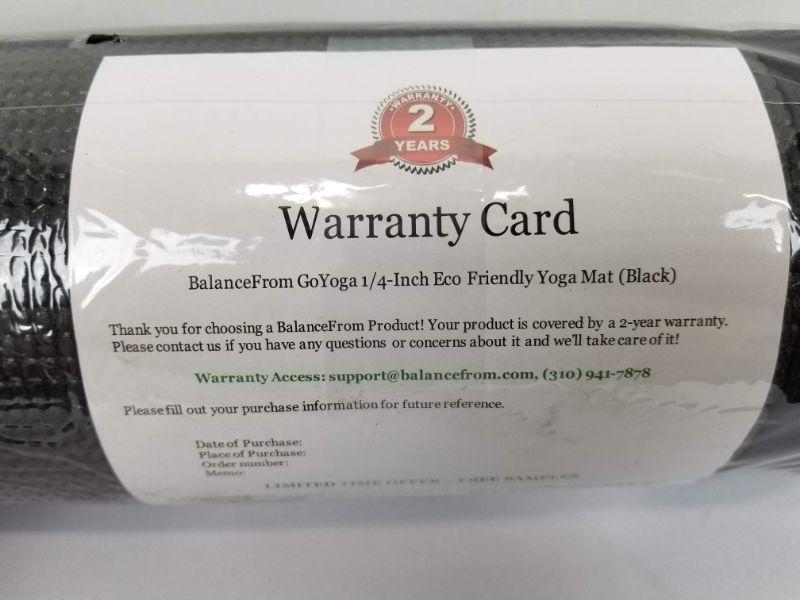 WARRANTY
2
YEARS
Warranty Card
BalanceFrom GoYoga 1/4-Inch Eco Friendly Yoga Mat (Black)
Thank you for choosing a BalanceFrom Product! Your product is covered by a 2-year warranty.
Please contact us if you have any questions or concerns about it and we'll take care of it!
Warranty Access: support@balancefrom.com, (310) 941-7878
Please fill out your purchase information for future reference.
Date of Purchase:
Place of Purchase:
Order number:
Memo:
LIMITED TIME OFFER – FREE SAMPLES